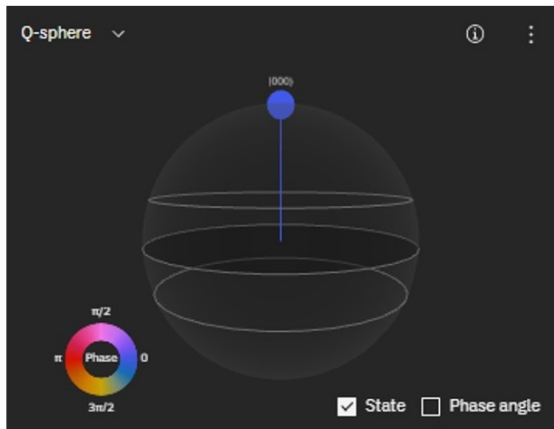 Q-sphere
|000⟩
π/2
π Phase 0
3π/2
State Phase angle